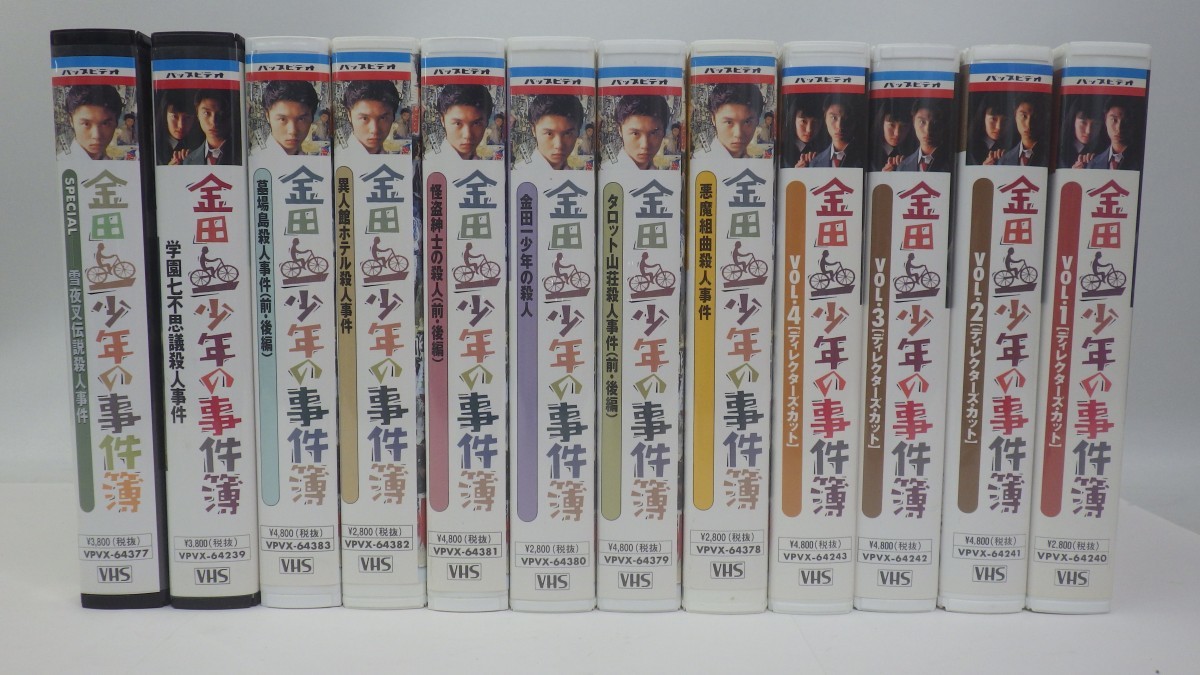 バップビデオ
金田一少年の事件簿
SPECIAL 雪夜叉伝説殺人事件
¥3,800(税抜)
VPVX-64377
VHS
バップビデオ
金田一少年の事件簿
学園七不思議殺人事件
¥3,800(税抜)
VPVX-64239
VHS
バップビデオ
金田一少年の事件簿
墓場島殺人事件(前・後編)
¥4,800(税抜)
VPVX-64383
VHS
バップビデオ
金田一少年の事件簿
異人館ホテル殺人事件
¥2,800(税抜)
VPVX-64382
VHS
バップビデオ
金田一少年の事件簿
怪盗紳士の殺人(前・後編)
¥4,800(税抜)
VPVX-64381
VHS
バップビデオ
金田一少年の事件簿
金田一少年の殺人
¥2,800(税抜)
VPVX-64380
VHS
バップビデオ
金田一少年の事件簿
タロット山荘殺人事件(前・後編)
¥4,800(税抜)
VPVX-64379
VHS
バップビデオ
金田一少年の事件簿
悪魔組曲殺人事件
¥2,800(税抜)
VPVX-64378
VHS
バップビデオ
金田一少年の事件簿
VOL.4[ディレクターズ・カット]
¥4,800(税抜)
VPVX-64243
VHS
バップビデオ
金田一少年の事件簿
VOL.3[ディレクターズ・カット]
¥4,800(税抜)
VPVX-64242
VHS
バップビデオ
金田一少年の事件簿
VOL.2[ディレクターズ・カット]
¥4,800(税抜)
VPVX-64241
VHS
バップビデオ
金田一少年の事件簿
VOL.1[ディレクターズ・カット]
¥2,800(税抜)
VPVX-64240
VHS